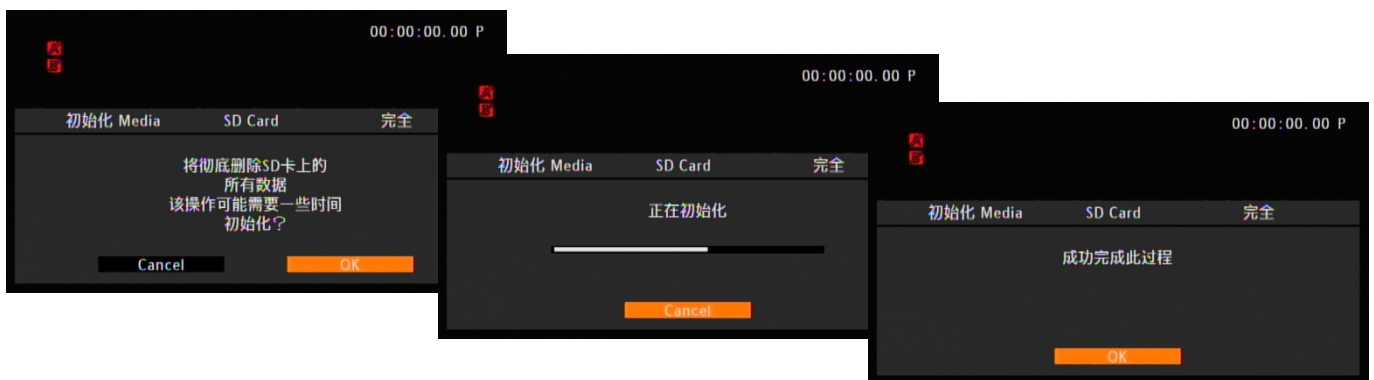 00:00:00.00 P
初始化 Media SD Card 完全
将彻底删除SD卡上的
所有数据
该操作可能需要一些时间
初始化?
Cancel OK
00:00:00.00 P
初始化 Media SD Card 完全
正在初始化
Cancel
00:00:00.00 P
初始化 Media SD Card 完全
成功完成此过程
OK